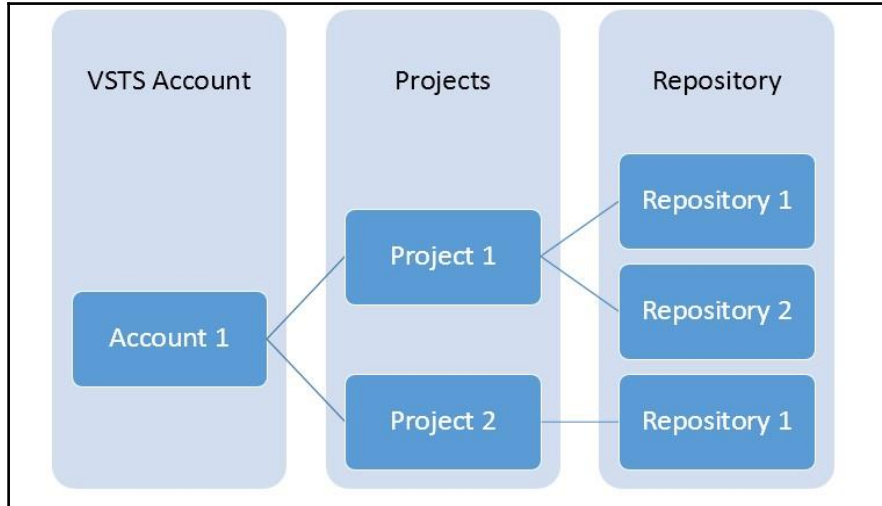 VSTS Account
Projects
Repository
Account 1
Project 1
Project 2
Repository 1
Repository 2
Repository 1